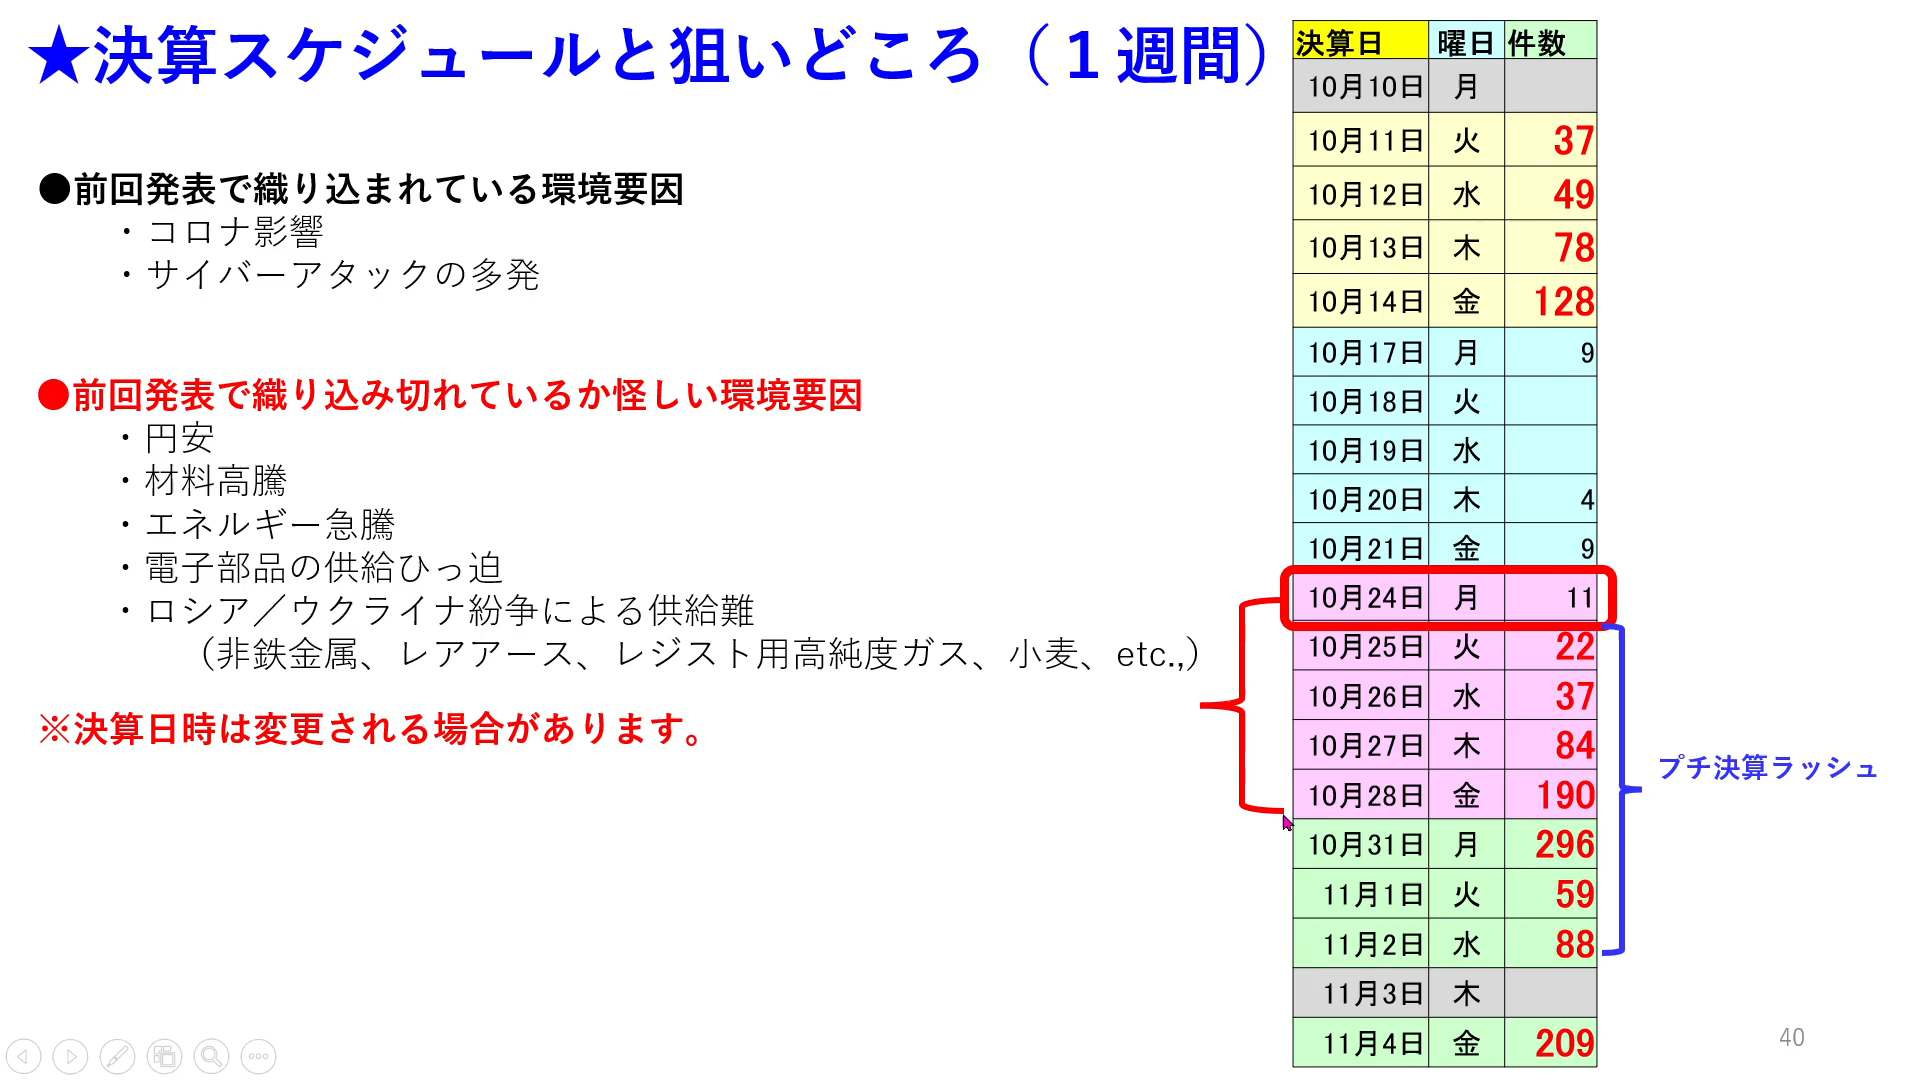 ★決算スケジュールと狙いどころ（１週間）
●前回発表で織り込まれている環境要因
・コロナ影響
・サイバーアタックの多発
●前回発表で織り込み切れているか怪しい環境要因
・円安
・材料高騰
・エネルギー急騰
・電子部品の供給ひっ迫
・ロシア／ウクライナ紛争による供給難
（非鉄金属、レアアース、レジスト用高純度ガス、小麦、etc.,）
※決算日時は変更される場合があります。
決算日 曜日 件数
10月10日 月
10月11日 火 37
10月12日 水 49
10月13日 木 78
10月14日 金 128
10月17日 月 9
10月18日 火
10月19日 水
10月20日 木 4
10月21日 金 9
10月24日 月 11
10月25日 火 22
10月26日 水 37
10月27日 木 84
10月28日 金 190
10月31日 月 296
11月1日 火 59
11月2日 水 88
11月3日 木
11月4日 金 209
プチ決算ラッシュ
40